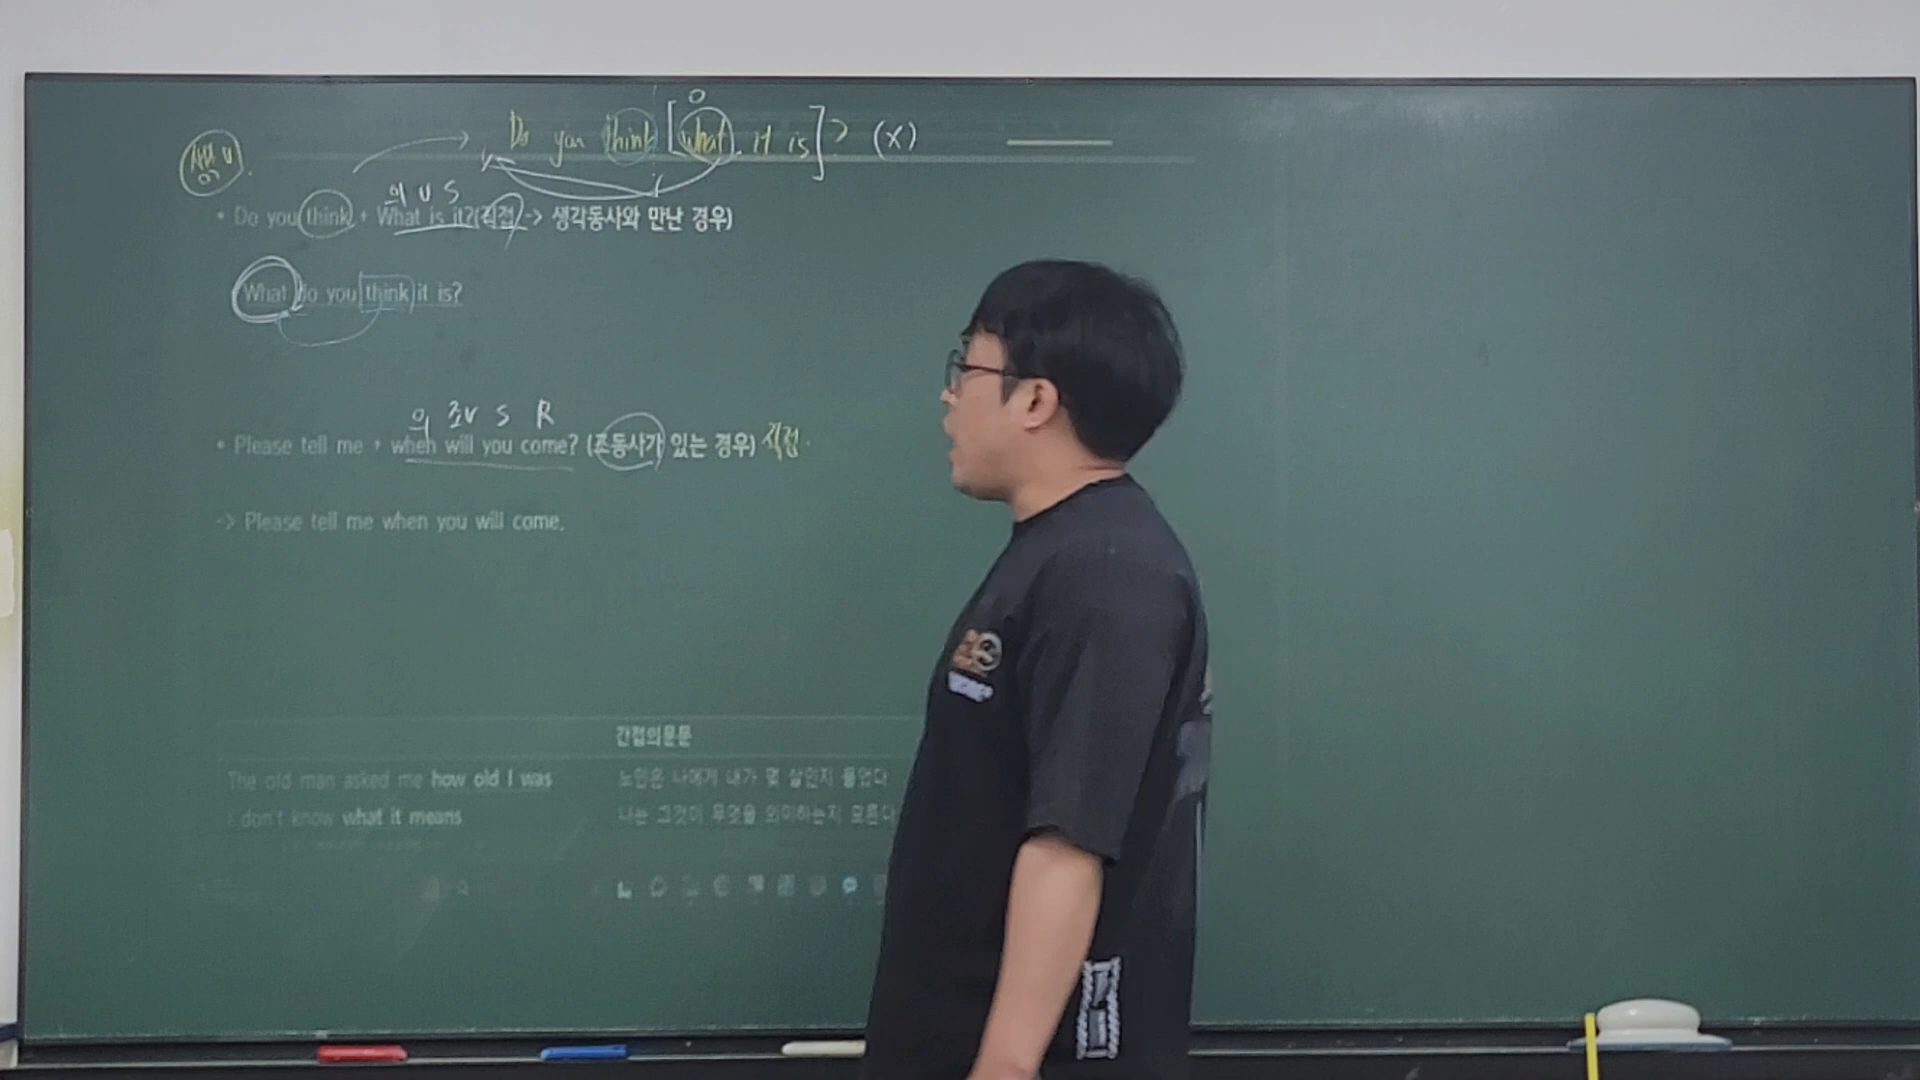 Do you think [what it is]? (X)
생각 V
의 V S
• Do you think + What is it?(직접 -> 생각동사와 만난 경우)
What do you think it is?
의 조V S R
• Please tell me + when will you come? (조동사가 있는 경우) 직접.
-> Please tell me when you will come.
간접의문문
The old man asked me how old I was 노인은 나에게 내가 몇 살인지 물었다
I don't know what it means 나는 그것이 무엇을 의미하는지 모른다